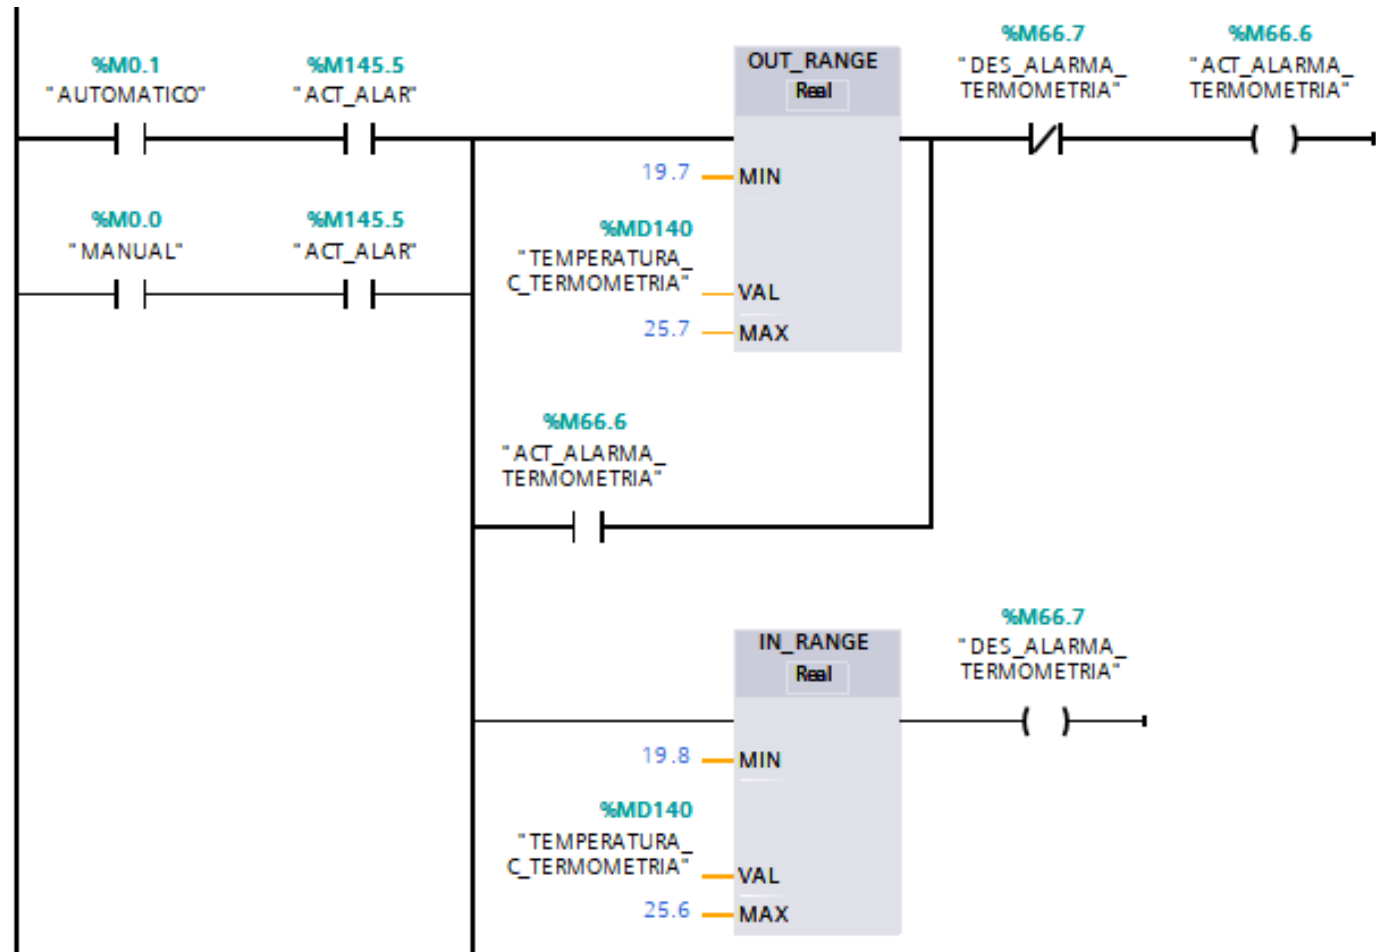 %M0.1
"AUTOMATICO"
%M145.5
"ACT_ALAR"
OUT_RANGE
Real
%M66.7
"DES_ALARMA_
TERMOMETRIA"
%M66.6
"ACT_ALARMA_
TERMOMETRIA"
19.7
MIN
%M0.0
"MANUAL"
%M145.5
"ACT_ALAR"
%MD140
"TEMPERATURA_
C_TERMOMETRIA"
VAL
25.7
MAX
%M66.6
"ACT_ALARMA_
TERMOMETRIA"
IN_RANGE
Real
%M66.7
"DES_ALARMA_
TERMOMETRIA"
19.8
MIN
%MD140
"TEMPERATURA_
C_TERMOMETRIA"
VAL
25.6
MAX